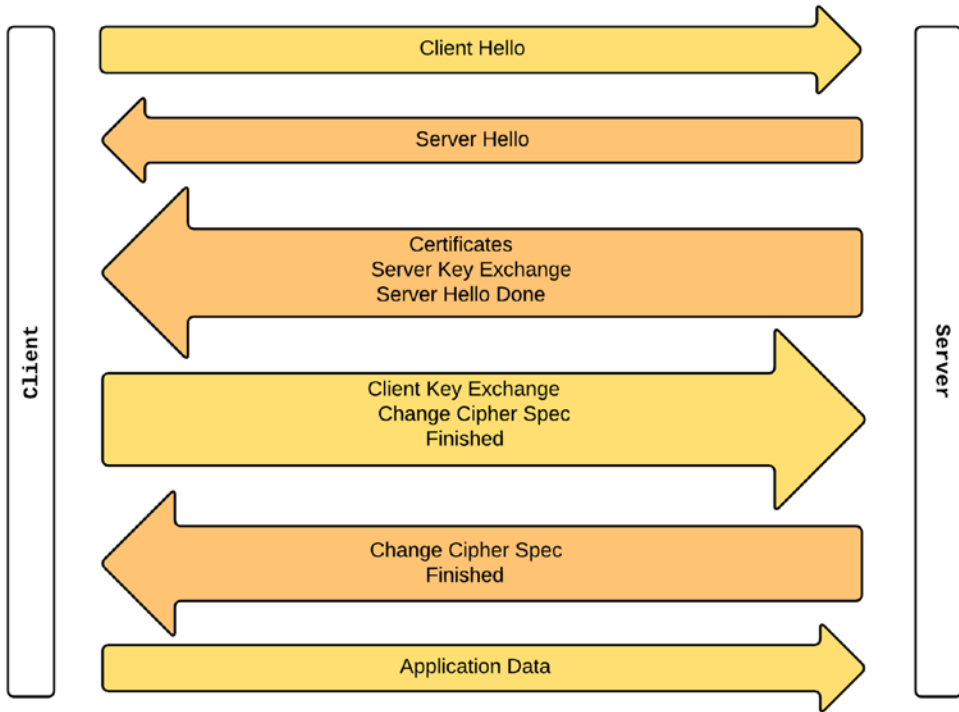 Client
Client Hello
Server Hello
Certificates
Server Key Exchange
Server Hello Done
Client Key Exchange
Change Cipher Spec
Finished
Change Cipher Spec
Finished
Application Data
Server